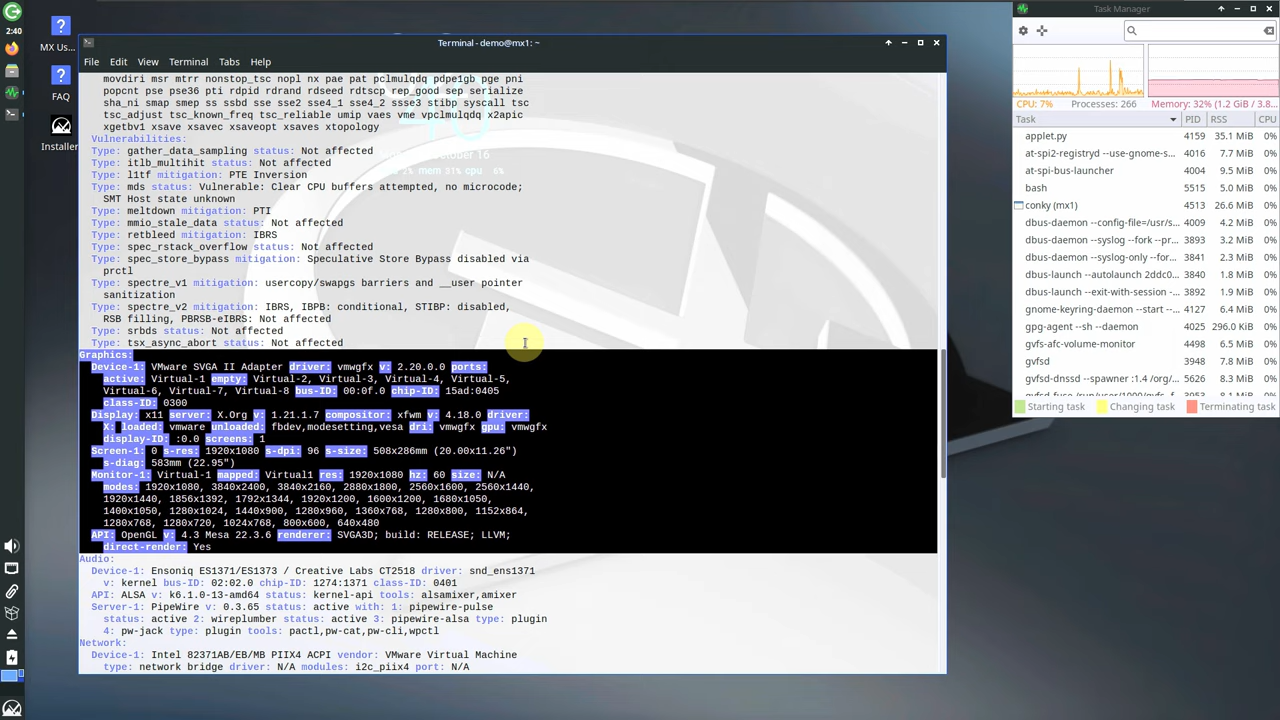 2:40
MX Us...
FAQ
Installer
Terminal - demo@mx1: ~
File Edit View Terminal Tabs Help
movdiri msr mtrr nonstop_tsc nopl nx pae pat pclmulqdq pdpe1gb pge pni
popcnt pse pse36 pti rdpid rdrand rdseed rdtscp rep_good sep serialize
sha_ni smap smep ss ssbd sse sse2 sse4_1 sse4_2 ssse3 stibp syscall tsc
tsc_adjust tsc_known_freq tsc_reliable umip vaes vme vpclmulqdq x2apic
xgetbv1 xsave xsavec xsaveopt xsaves xtopology
Vulnerabilities:
Type: gather_data_sampling status: Not affected
Type: itlb_multihit status: Not affected
Type: l1tf mitigation: PTE Inversion
Type: mds status: Vulnerable: Clear CPU buffers attempted, no microcode;
SMT Host state unknown
Type: meltdown mitigation: PTI
Type: mmio_stale_data status: Not affected
Type: retbleed mitigation: IBRS
Type: spec_rstack_overflow status: Not affected
Type: spec_store_bypass mitigation: Speculative Store Bypass disabled via
prctl
Type: spectre_v1 mitigation: usercopy/swapgs barriers and __user pointer
sanitization
Type: spectre_v2 mitigation: IBRS, IBPB: conditional, STIBP: disabled,
RSB filling, PBRSB-eIBRS: Not affected
Type: srbds status: Not affected
Type: tsx_async_abort status: Not affected
Graphics:
Device-1: VMware SVGA II Adapter driver: vmwgfx v: 2.20.0.0 ports:
active: Virtual-1 empty: Virtual-2, Virtual-3, Virtual-4, Virtual-5,
Virtual-6, Virtual-7, Virtual-8 bus-ID: 00:0f.0 chip-ID: 15ad:0405
class-ID: 0300
Display: x11 server: X.Org v: 1.21.1.7 compositor: xfwm v: 4.18.0 driver:
X: loaded: vmware unloaded: fbdev,modesetting,vesa dri: vmwgfx gpu: vmwgfx
display-ID: :0.0 screens: 1
Screen-1: 0 s-res: 1920x1080 s-dpi: 96 s-size: 508x286mm (20.00x11.26")
s-diag: 583mm (22.95")
Monitor-1: Virtual-1 mapped: Virtual1 res: 1920x1080 hz: 60 size: N/A
modes: 1920x1080, 3840x2400, 3840x2160, 2880x1800, 2560x1600, 2560x1440,
1920x1440, 1856x1392, 1792x1344, 1920x1200, 1600x1200, 1680x1050,
1400x1050, 1280x1024, 1440x900, 1280x960, 1360x768, 1280x800, 1152x864,
1280x768, 1280x720, 1024x768, 800x600, 640x480
API: OpenGL v: 4.3 Mesa 22.3.6 renderer: SVGA3D; build: RELEASE; LLVM;
direct-render: Yes
Audio:
Device-1: Ensoniq ES1371/ES1373 / Creative Labs CT2518 driver: snd_ens1371
v: kernel bus-ID: 02:02.0 chip-ID: 1274:1371 class-ID: 0401
API: ALSA v: k6.1.0-13-amd64 status: kernel-api tools: alsamixer,amixer
Server-1: PipeWire v: 0.3.65 status: active with: 1: pipewire-pulse
status: active 2: wireplumber status: active 3: pipewire-alsa type: plugin
4: pw-jack type: plugin tools: pactl,pw-cat,pw-cli,wpctl
Network:
Device-1: Intel 82371AB/EB/MB PIIX4 ACPI vendor: VMware Virtual Machine
type: network bridge driver: N/A modules: i2c_piix4 port: N/A
Task Manager
CPU: 7% Processes: 266 Memory: 32% (1.2 GiB / 3.8...
Task PID RSS CPU
applet.py 4159 35.1 MiB 0%
at-spi2-registryd --use-gnome-s... 4016 7.7 MiB 0%
at-spi-bus-launcher 4004 9.5 MiB 0%
bash 5515 5.0 MiB 0%
conky (mx1) 4513 26.6 MiB 0%
dbus-daemon --config-file=/usr/s... 4009 4.7 MiB 0%
dbus-daemon --syslog --fork --pr... 3893 3.2 MiB 0%
dbus-daemon --syslog-only --for... 3841 2.3 MiB 0%
dbus-launch --autolaunch 2ddc0... 3840 1.8 MiB 0%
dbus-launch --exit-with-session - 3892 1.9 MiB 0%
gnome-keyring-daemon --start --... 4127 6.4 MiB 0%
gpg-agent --sh --daemon 4025 296.0 KiB 0%
gvfs-afc-volume-monitor 4498 6.5 MiB 0%
gvfsd 3948 7.8 MiB 0%
gvfsd-dnssd --spawner :1.4 /org/... 5626 8.3 MiB 0%
Starting task Changing task Terminating task